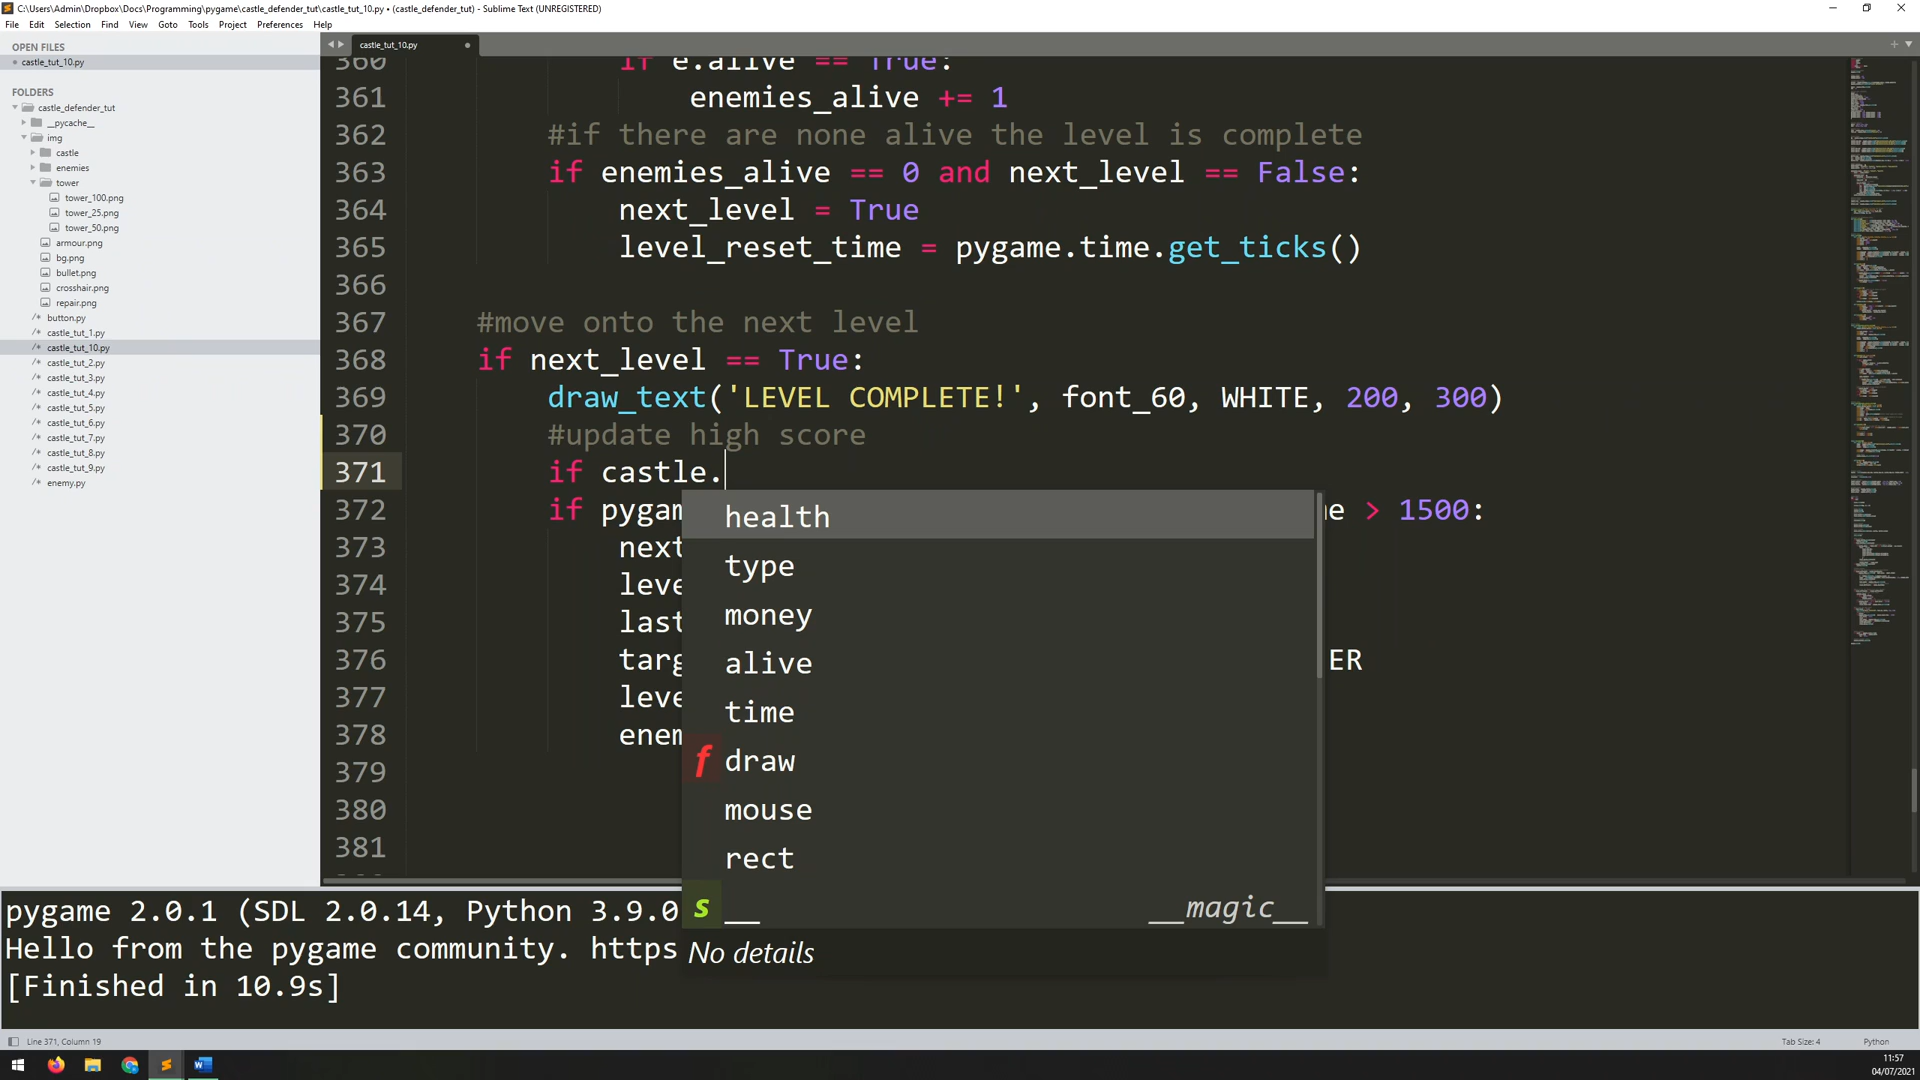 C:\Users\Admin\Dropbox\Docs\Programming\pygame\castle_defender_tut\castle_tut_10.py • (castle_defender_tut) - Sublime Text (UNREGISTERED)
File Edit Selection Find View Goto Tools Project Preferences Help
OPEN FILES
castle_tut_10.py
FOLDERS
castle_defender_tut
__pycache__
img
castle
enemies
tower
tower_100.png
tower_25.png
tower_50.png
armour.png
bg.png
bullet.png
crosshair.png
repair.png
button.py
castle_tut_1.py
castle_tut_10.py
castle_tut_2.py
castle_tut_3.py
castle_tut_4.py
castle_tut_5.py
castle_tut_6.py
castle_tut_7.py
castle_tut_8.py
castle_tut_9.py
enemy.py
castle_tut_10.py
360 if e.alive == True:
361 enemies_alive += 1
362 #if there are none alive the level is complete
363 if enemies_alive == 0 and next_level == False:
364 next_level = True
365 level_reset_time = pygame.time.get_ticks()
366
367 #move onto the next level
368 if next_level == True:
369 draw_text('LEVEL COMPLETE!', font_60, WHITE, 200, 300)
370 #update high score
371 if castle.
372 if pygam e > 1500:
373 next
374 leve
375 last
376 targ ER
377 leve
378 enem
379
380
381
health
type
money
alive
time
f draw
mouse
rect
s __ __magic__
No details
pygame 2.0.1 (SDL 2.0.14, Python 3.9.0
Hello from the pygame community. https
[Finished in 10.9s]
Line 371, Column 19
Tab Size: 4
Python
11:57
04/07/2021